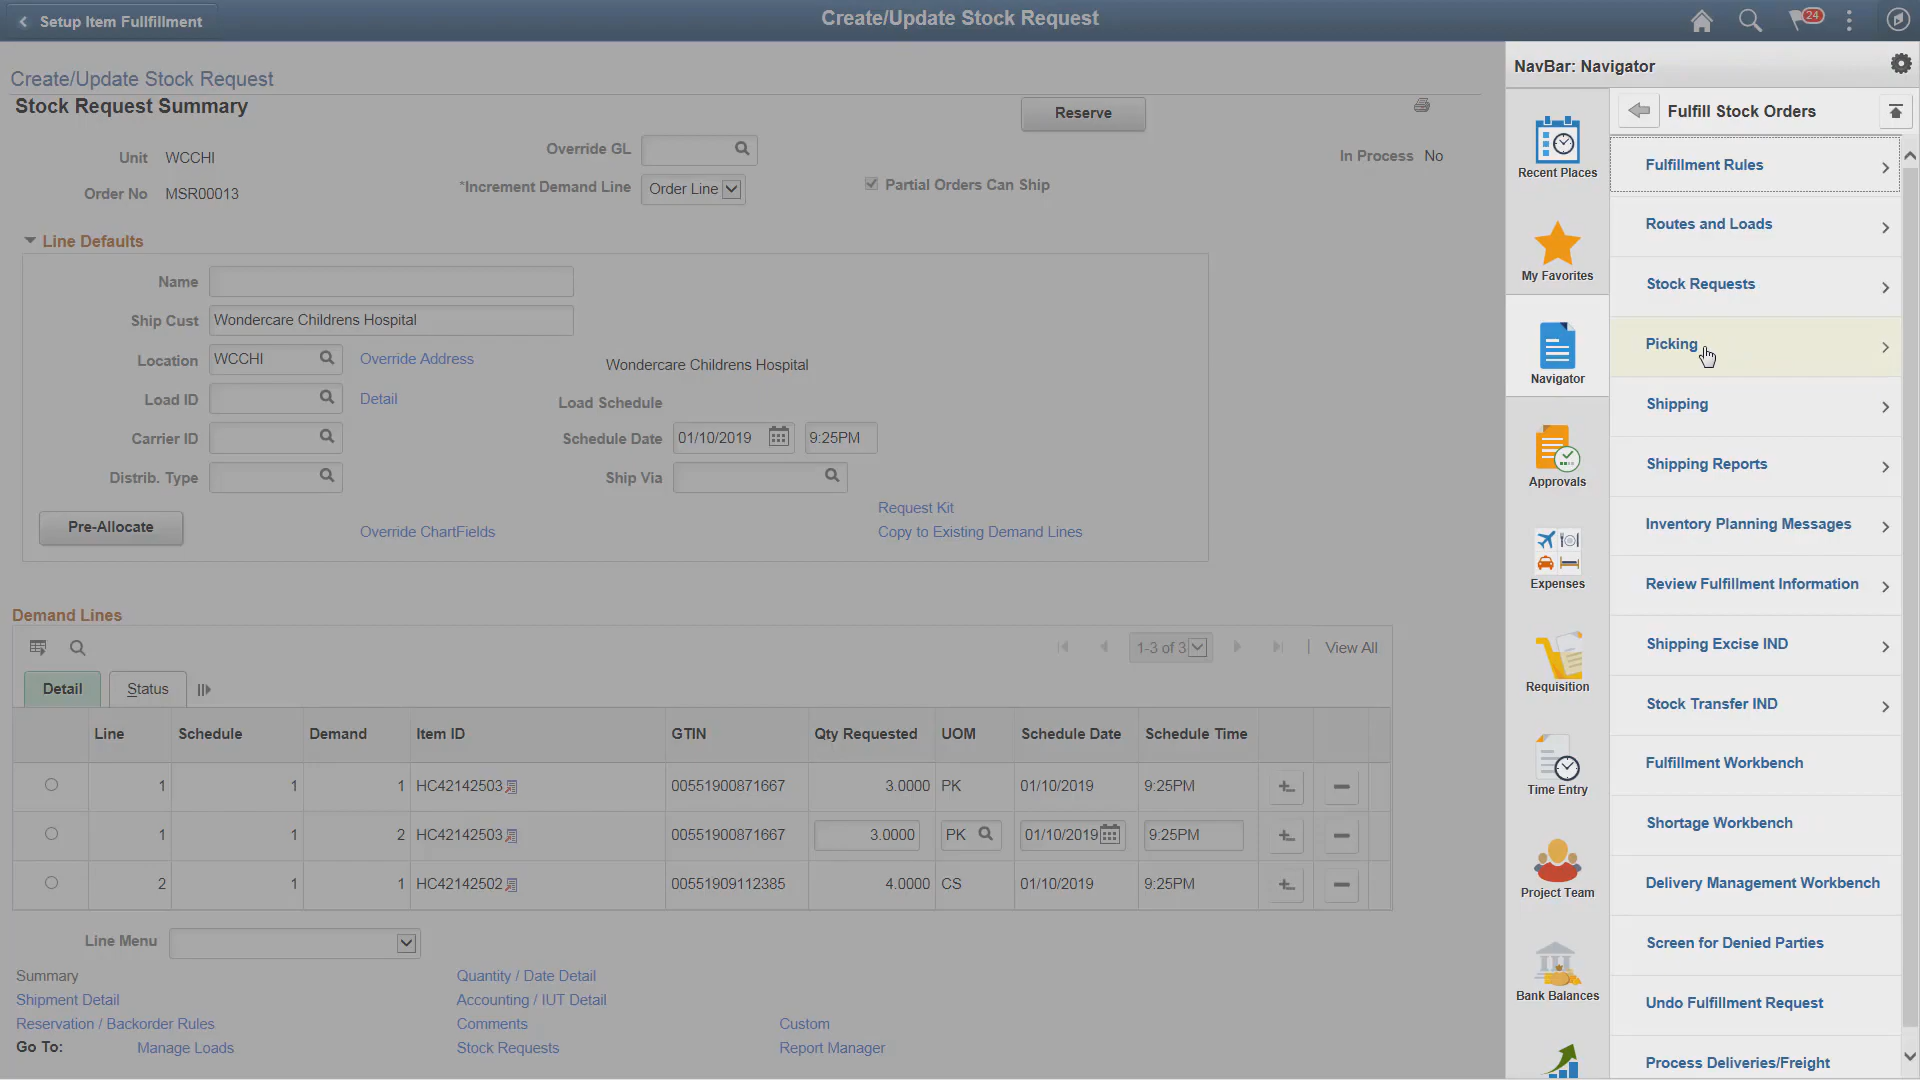 Setup Item Fullfillment
Create/Update Stock Request
24
Create/Update Stock Request
Stock Request Summary
Reserve
Unit WCCHI
Override GL
In Process No
Order No MSR00013
*Increment Demand Line Order Line
Partial Orders Can Ship
Line Defaults
Name
Ship Cust Wondercare Childrens Hospital
Location WCCHI
Override Address
Wondercare Childrens Hospital
Load ID
Detail
Load Schedule
Carrier ID
Schedule Date 01/10/2019 9:25PM
Distrib. Type
Ship Via
Request Kit
Pre-Allocate
Override ChartFields
Copy to Existing Demand Lines
Demand Lines
1-3 of 3
View All
Detail
Status
Line Schedule Demand Item ID GTIN Qty Requested UOM Schedule Date Schedule Time
1 1 1 HC42142503 00551900871667 3.0000 PK 01/10/2019 9:25PM
1 1 2 HC42142503 00551900871667 3.0000 PK 01/10/2019 9:25PM
2 1 1 HC42142502 00551909112385 4.0000 CS 01/10/2019 9:25PM
Line Menu
Summary
Quantity / Date Detail
Shipment Detail
Accounting / IUT Detail
Reservation / Backorder Rules
Comments
Custom
Go To:
Manage Loads
Stock Requests
Report Manager
NavBar: Navigator
Recent Places
My Favorites
Navigator
Approvals
Expenses
Requisition
Time Entry
Project Team
Bank Balances
Fulfill Stock Orders
Fulfillment Rules
Routes and Loads
Stock Requests
Picking
Shipping
Shipping Reports
Inventory Planning Messages
Review Fulfillment Information
Shipping Excise IND
Stock Transfer IND
Fulfillment Workbench
Shortage Workbench
Delivery Management Workbench
Screen for Denied Parties
Undo Fulfillment Request
Process Deliveries/Freight